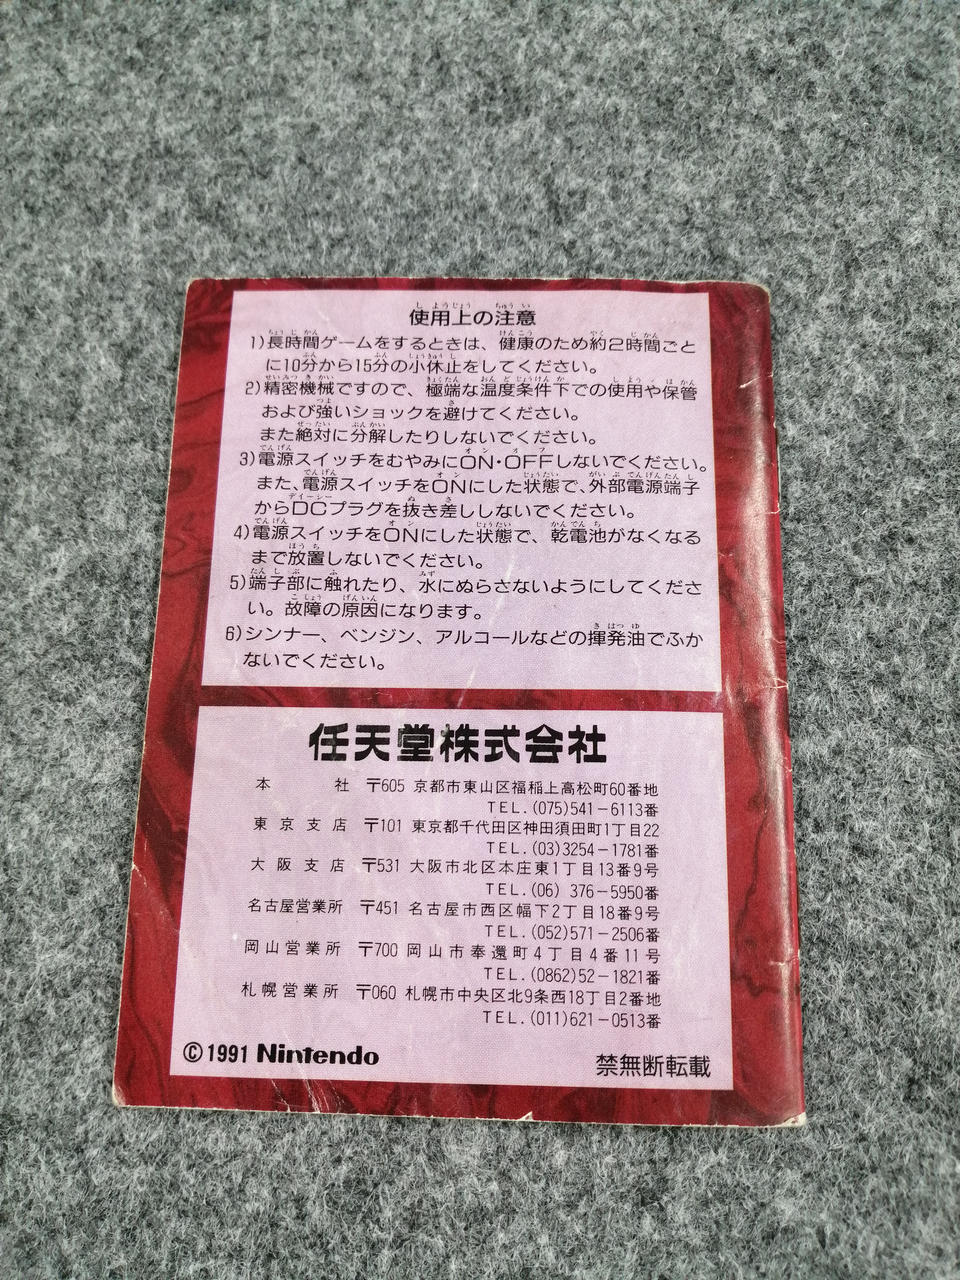 使用上の注意
1)長時間ゲームをするときは、健康のため約2時間ごと
に10分から15分の小休止をしてください。
2)精密機械ですので、極端な温度条件下での使用や保管
および強いショックを避けてください。
また絶対に分解したりしないでください。
3)電源スイッチをむやみにON・OFFしないでください。
また、電源スイッチをONにした状態で、外部電源端子
からDCプラグを抜き差ししないでください。
4)電源スイッチをONにした状態で、乾電池がなくなる
まで放置しないでください。
5)端子部に触れたり、水にぬらさないようにしてくださ
い。故障の原因になります。
6)シンナー、ベンジン、アルコールなどの揮発油でふか
ないでください。
任天堂株式会社
本社 〒605 京都市東山区福稲上高松町60番地
TEL.(075)541-6113番
東京支店 〒101 東京都千代田区神田須田町1丁目22
TEL.(03)3254-1781番
大阪支店 〒531 大阪市北区本庄東1丁目13番9号
TEL.(06) 376-5950番
名古屋営業所 〒451 名古屋市西区幅下2丁目18番9号
TEL.(052)571-2506番
岡山営業所 〒700 岡山市奉還町4丁目4番11号
TEL.(0862)52-1821番
札幌営業所 〒060 札幌市中央区北9条西18丁目2番地
TEL.(011)621-0513番
©1991 Nintendo 禁無断転載